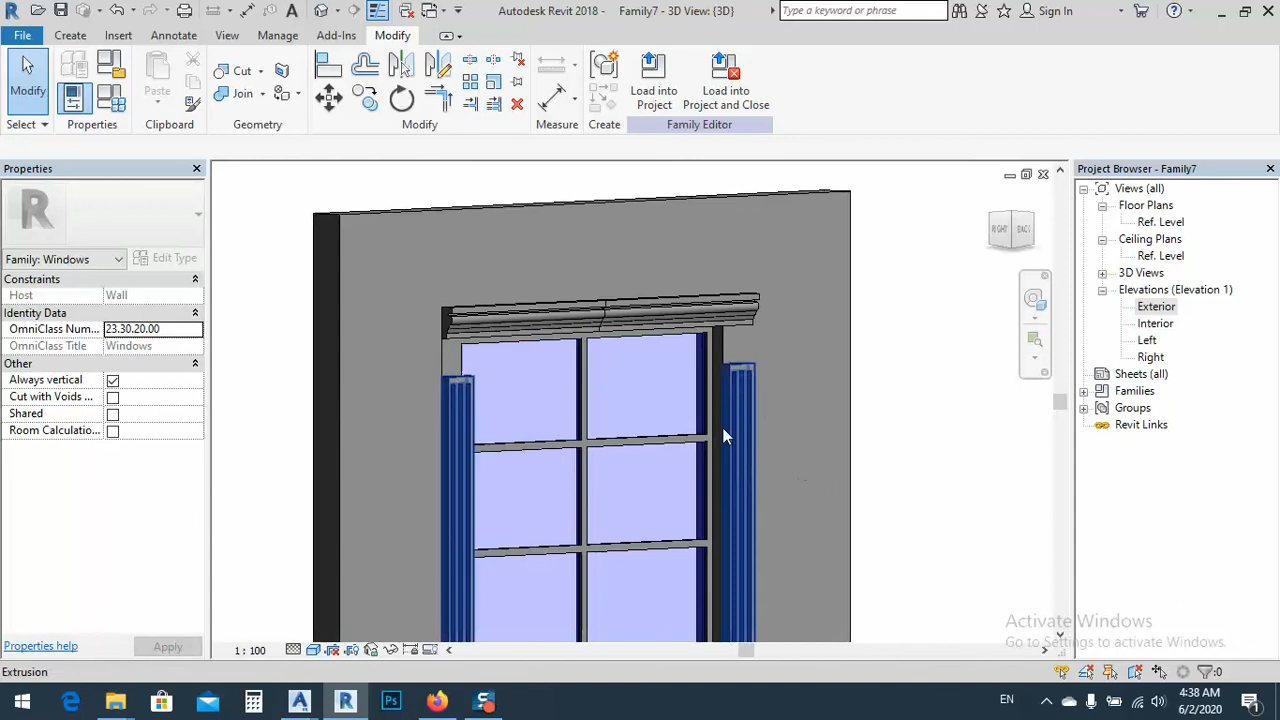 Autodesk Revit 2018 -    Family7 - 3D View: {3D}
Type a keyword or phrase
Sign In
File
Create
Insert
Annotate
View
Manage
Add-Ins
Modify
Modify
Paste
Cut
Join
Load into
Project
Load into
Project and Close
Select
Properties
Clipboard
Geometry
Modify
Measure
Create
Family Editor
Properties
Project Browser - Family7
R
Family: Windows
Edit Type
Constraints
Host
Wall
Identity Data
OmniClass Num...
23.30.20.00
OmniClass Title
Windows
Other
Always vertical
Cut with Voids ...
Shared
Room Calculatio...
Properties help
Apply
RIGHT
BACK
Views (all)
Floor Plans
Ref. Level
Ceiling Plans
Ref. Level
3D Views
Elevations (Elevation 1)
Exterior
Interior
Left
Right
Sheets (all)
Families
Groups
Revit Links
Activate Windows
Go to Settings to activate Windows.
1 : 100
Extrusion
:0
EN
4:38 AM
6/2/2020